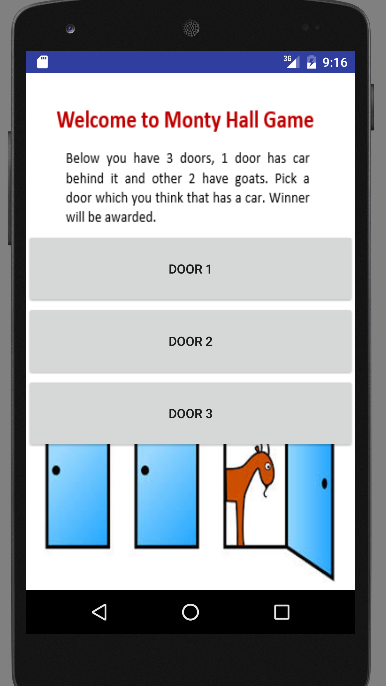 3G 9:16
Welcome to Monty Hall Game
Below you have 3 doors, 1 door has car
behind it and other 2 have goats. Pick a
door which you think that has a car. Winner
will be awarded.
DOOR 1
DOOR 2
DOOR 3